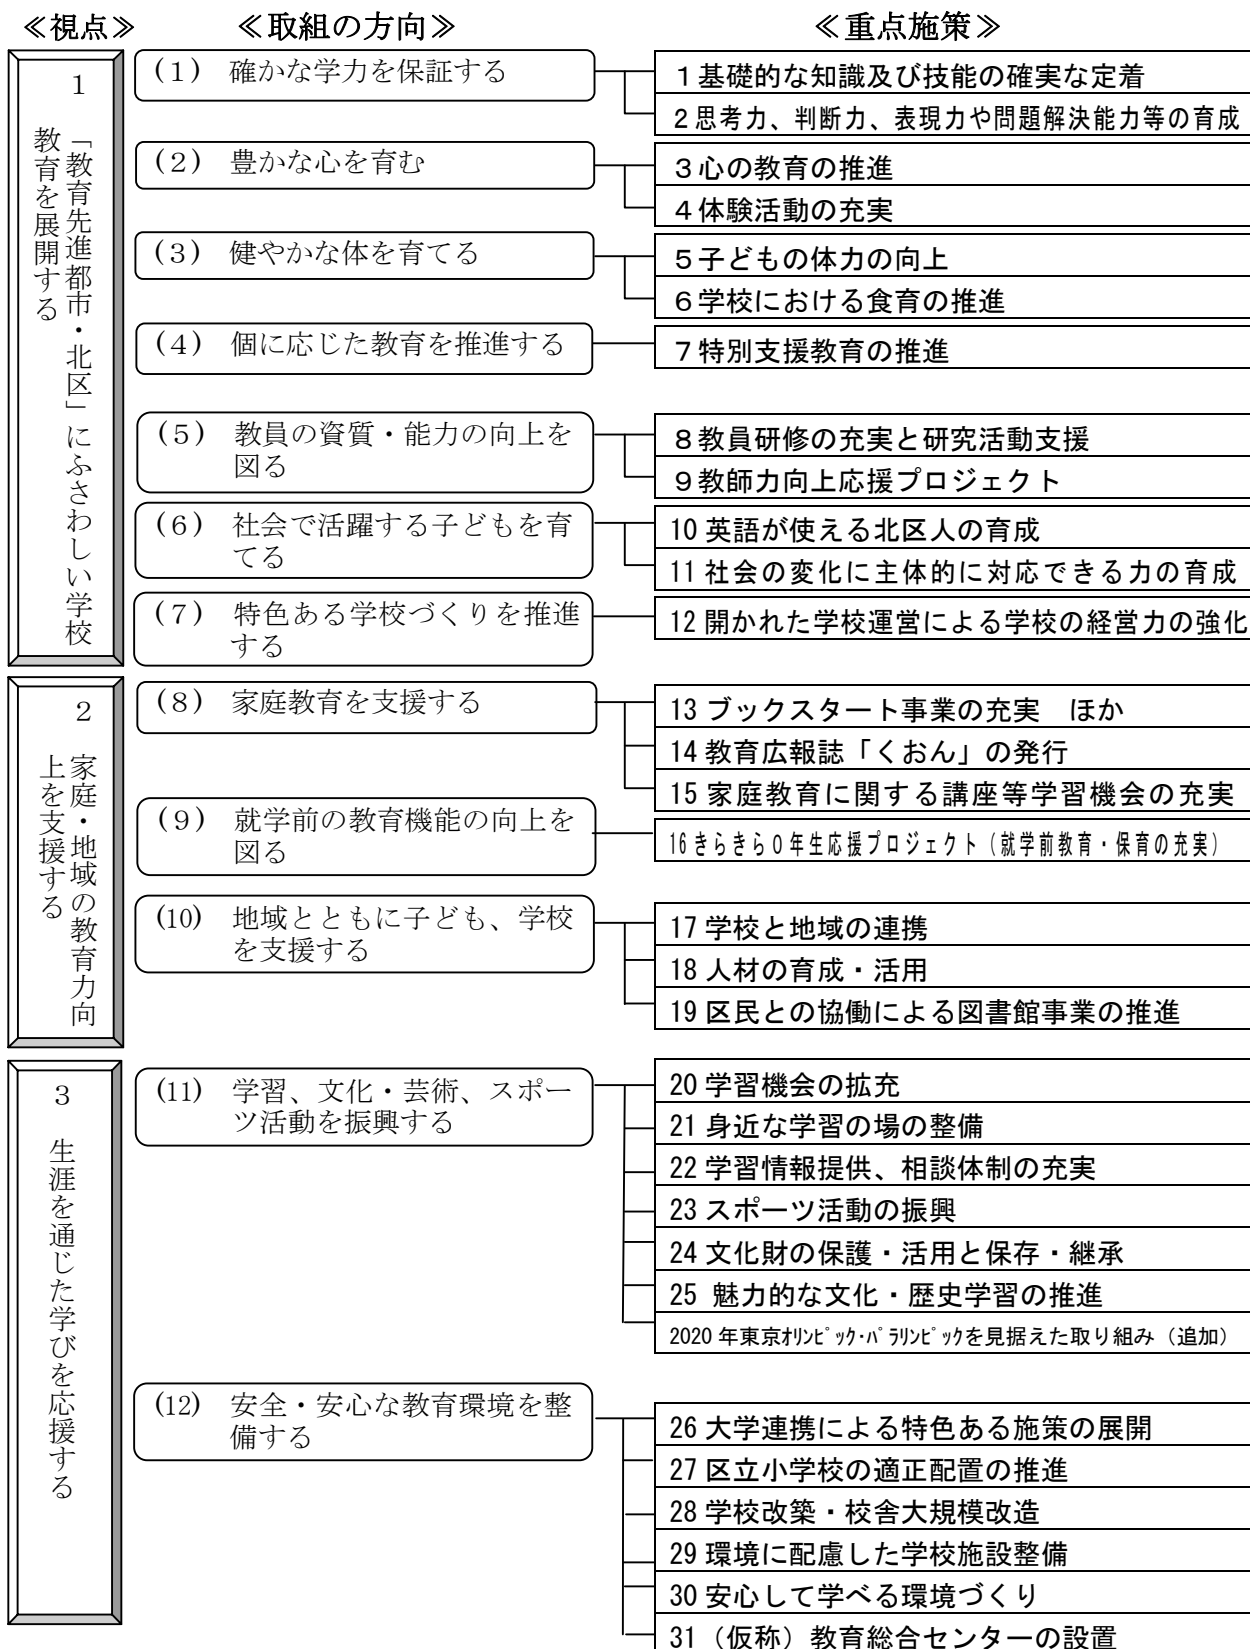 ≪視点≫
≪取組の方向≫
≪重点施策≫
1
「教育先進都市・北区」にふさわしい学校
教育を展開する
(1) 確かな学力を保証する
1基礎的な知識及び技能の確実な定着
2思考力、判断力、表現力や問題解決能力等の育成
(2) 豊かな心を育む
3心の教育の推進
4体験活動の充実
(3) 健やかな体を育てる
5子どもの体力の向上
6学校における食育の推進
(4) 個に応じた教育を推進する
7特別支援教育の推進
(5) 教員の資質・能力の向上を
図る
8教員研修の充実と研究活動支援
9教師力向上応援プロジェクト
(6) 社会で活躍する子どもを育
てる
10 英語が使える北区人の育成
11 社会の変化に主体的に対応できる力の育成
(7) 特色ある学校づくりを推進
する
12 開かれた学校運営による学校の経営力の強化
2
家庭・地域の教育力向
上を支援する
(8) 家庭教育を支援する
13 ブックスタート事業の充実 ほか
14 教育広報誌「くおん」の発行
15 家庭教育に関する講座等学習機会の充実
(9) 就学前の教育機能の向上を
図る
16 きらきら0年生応援プロジェクト(就学前教育・保育の充実)
(10) 地域とともに子ども、学校
を支援する
17 学校と地域の連携
18 人材の育成・活用
19 区民との協働による図書館事業の推進
3
生涯を通じた学びを応援する
(11) 学習、文化・芸術、スポー
ツ活動を振興する
20 学習機会の拡充
21 身近な学習の場の整備
22 学習情報提供、相談体制の充実
23 スポーツ活動の振興
24 文化財の保護・活用と保存・継承
25 魅力的な文化・歴史学習の推進
2020 年東京ｵﾘﾝﾋﾟｯｸ･ﾊﾟﾗﾘﾝﾋﾟｯｸを見据えた取り組み(追加)
(12) 安全・安心な教育環境を整
備する
26 大学連携による特色ある施策の展開
27 区立小学校の適正配置の推進
28 学校改築・校舎大規模改造
29 環境に配慮した学校施設整備
30 安心して学べる環境づくり
31(仮称)教育総合センターの設置